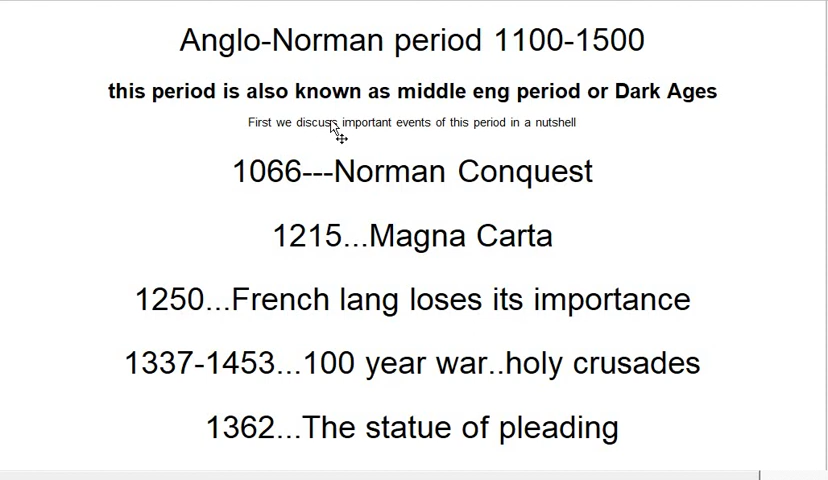 Anglo-Norman period 1100-1500
this period is also known as middle eng period or Dark Ages
First we discuss important events of this period in a nutshell
1066---Norman Conquest
1215...Magna Carta
1250...French lang loses its importance
1337-1453...100 year war..holy crusades
1362...The statue of pleading